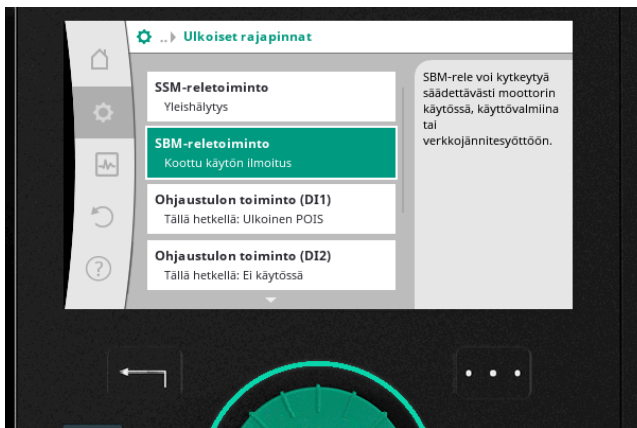 ..▸ Ulkoiset rajapinnat
SSM-reletoiminto
Yleishälytys
SBM-reletoiminto
Koottu käytön ilmoitus
Ohjaustulon toiminto (DI1)
Tällä hetkellä: Ulkoinen POIS
Ohjaustulon toiminto (DI2)
Tällä hetkellä: Ei käytössä
SBM-rele voi kytkeytyä
säädettävästi moottorin
käytössä, käyttövalmiina
tai
verkkojännitesyöttöön.